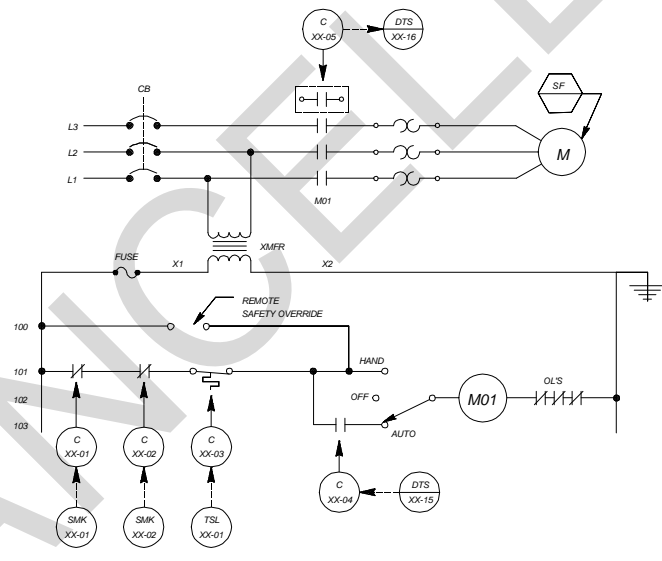 C
XX-05
DTS
XX-16
CB
SF
L3
L2
L1
M
M01
XMFR
FUSE
X1
X2
REMOTE
SAFETY OVERRIDE
100
HAND
101
OFF
M01
OL'S
102
AUTO
103
C
XX-01
C
XX-02
C
XX-03
C
XX-04
DTS
XX-15
SMK
XX-01
SMK
XX-02
TSL
XX-01
ANCELLE